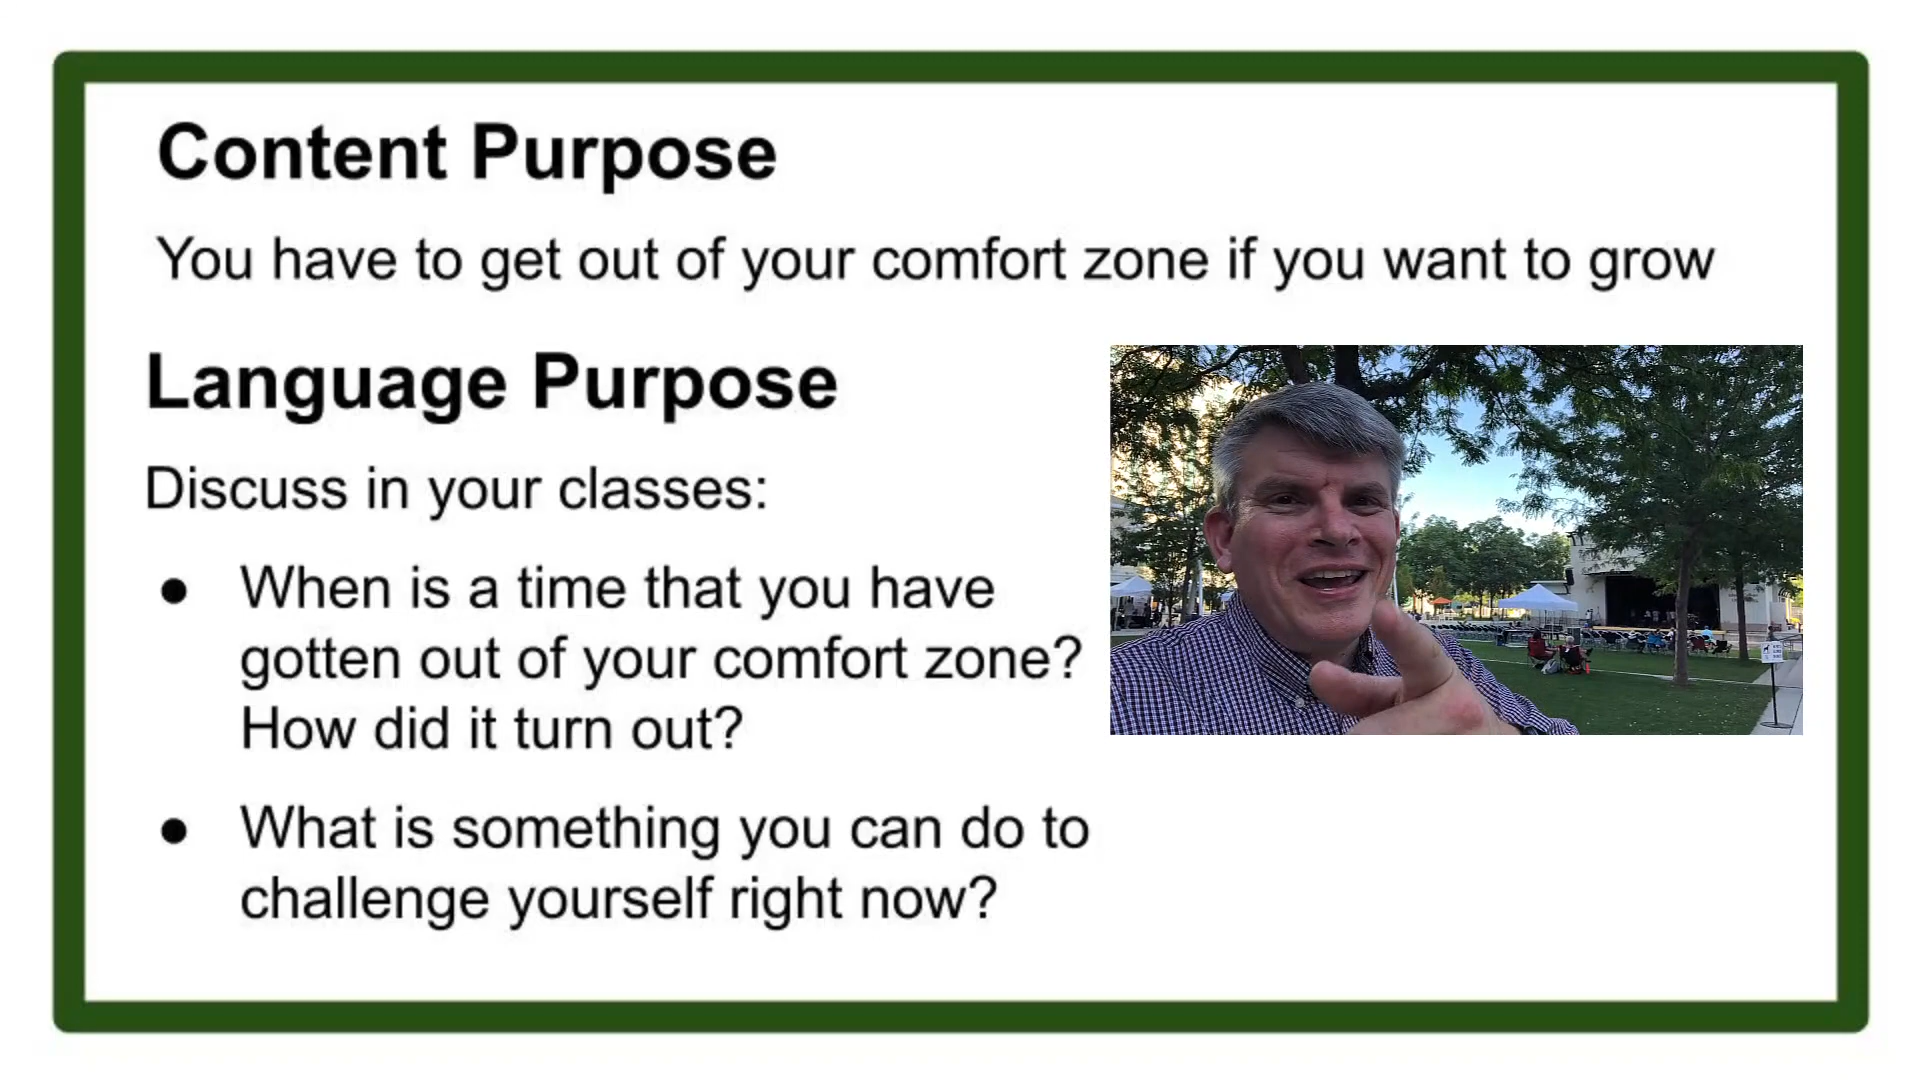 Content Purpose
You have to get out of your comfort zone if you want to grow
Language Purpose
Discuss in your classes:
● When is a time that you have
gotten out of your comfort zone?
How did it turn out?
● What is something you can do to
challenge yourself right now?